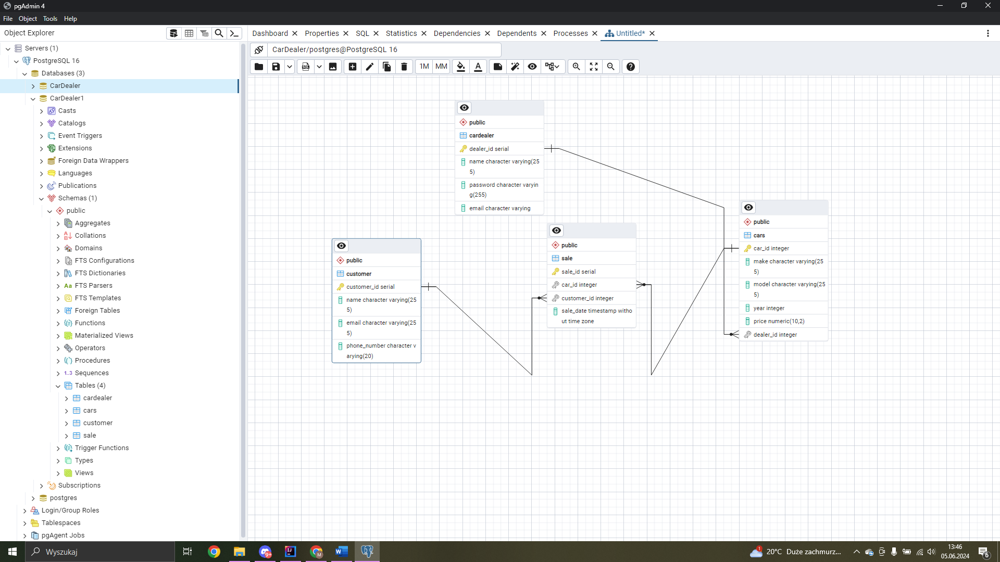 pgAdmin 4
File Object Tools Help
Object Explorer
Dashboard Properties SQL Statistics Dependencies Dependents Processes Untitled*
CarDealer/postgres@PostgreSQL 16
SQL 1M MM A
Servers (1)
PostgreSQL 16
Databases (3)
CarDealer
CarDealer1
Casts
Catalogs
Event Triggers
Extensions
Foreign Data Wrappers
Languages
Publications
Schemas (1)
public
Aggregates
Collations
Domains
FTS Configurations
FTS Dictionaries
Aa FTS Parsers
FTS Templates
Foreign Tables
Functions
Materialized Views
Operators
Procedures
1..3 Sequences
Tables (4)
cardealer
cars
customer
sale
Trigger Functions
Types
Views
Subscriptions
postgres
Login/Group Roles
Tablespaces
pgAgent Jobs
public
cardealer
dealer_id serial
name character varying(25
5)
password character varyin
g(255)
email character varying
public
customer
customer_id serial
name character varying(25
5)
email character varying(25
5)
phone_number character v
arying(20)
public
sale
sale_id serial
car_id integer
customer_id integer
sale_date timestamp witho
ut time zone
public
cars
car_id integer
make character varying(25
5)
model character varying(25
5)
year integer
price numeric(10,2)
dealer_id integer
Wyszukaj
9+
IJ
M
W
1
20°C Duże zachmurz...
13:46
05.06.2024
6